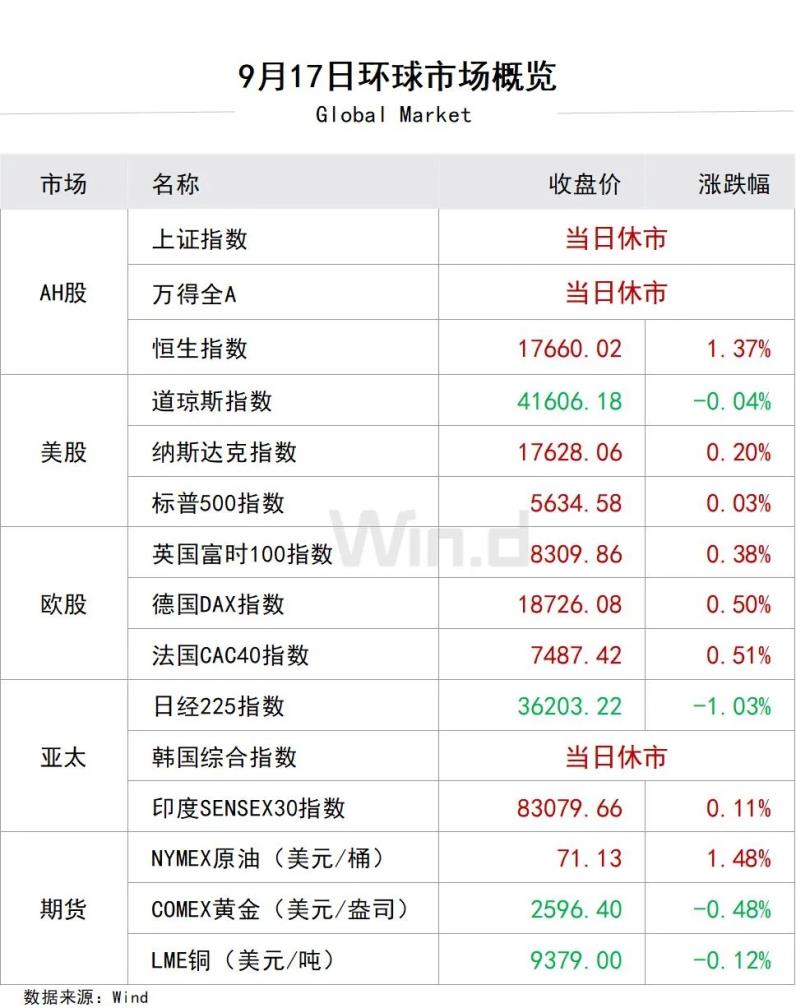 9月17日环球市场概览
Global Market
市场 名称 收盘价 涨跌幅
AH股 上证指数 当日休市
万得全A 当日休市
恒生指数 17660.02 1.37%
美股 道琼斯指数 41606.18 -0.04%
纳斯达克指数 17628.06 0.20%
标普500指数 5634.58 0.03%
欧股 英国富时100指数 8309.86 0.38%
德国DAX指数 18726.08 0.50%
法国CAC40指数 7487.42 0.51%
亚太 日经225指数 36203.22 -1.03%
韩国综合指数 当日休市
印度SENSEX30指数 83079.66 0.11%
期货 NYMEX原油（美元/桶） 71.13 1.48%
COMEX黄金（美元/盎司） 2596.40 -0.48%
LME铜（美元/吨） 9379.00 -0.12%
Win.d
数据来源：Wind